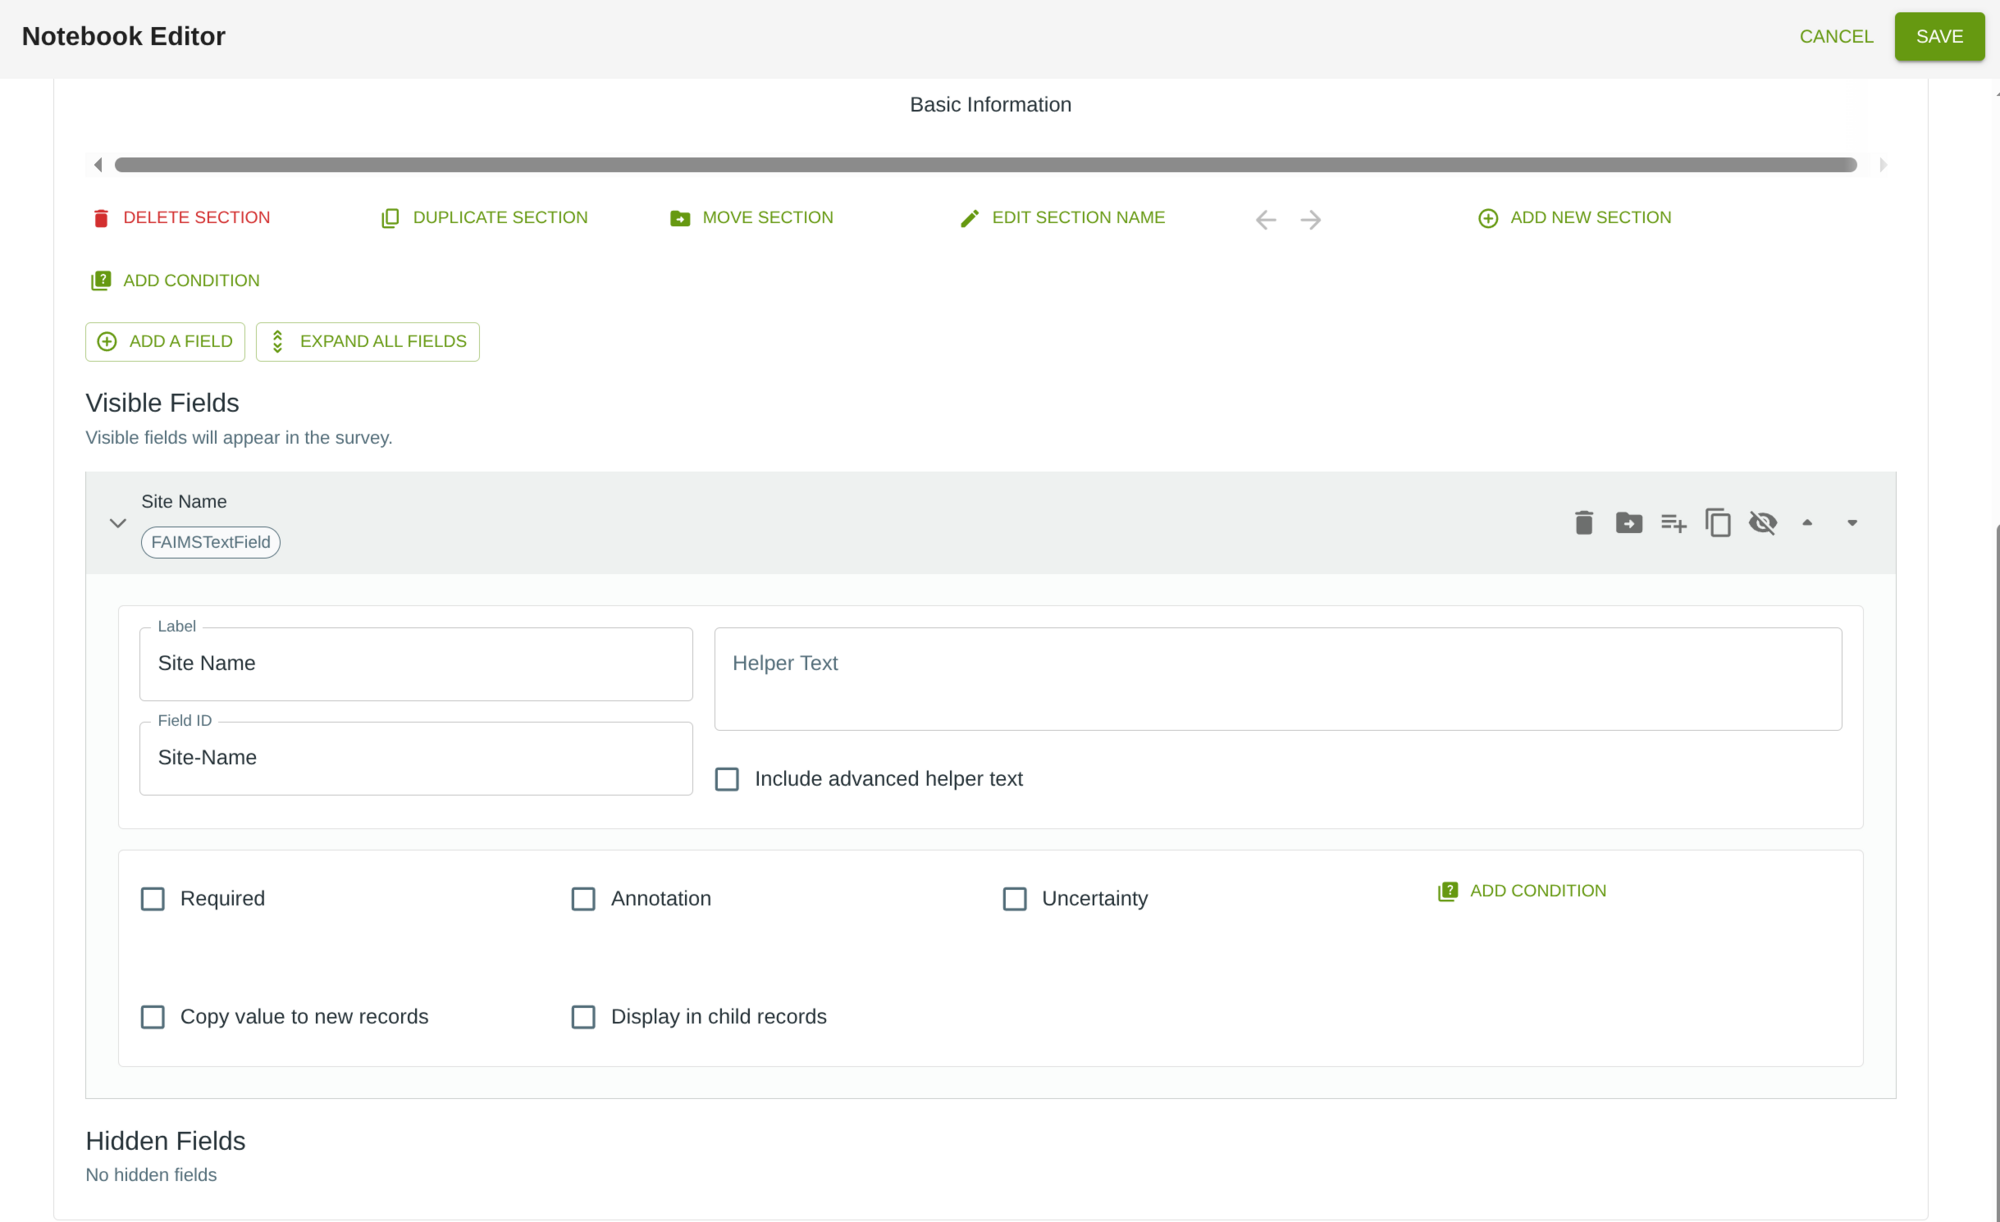 Notebook Editor
CANCEL
SAVE
Basic Information
DELETE SECTION
DUPLICATE SECTION
MOVE SECTION
EDIT SECTION NAME
ADD NEW SECTION
ADD CONDITION
ADD A FIELD
EXPAND ALL FIELDS
Visible Fields
Visible fields will appear in the survey.
Site Name
FAIMSTextField
Label
Site Name
Helper Text
Field ID
Site-Name
Include advanced helper text
Required
Annotation
Uncertainty
ADD CONDITION
Copy value to new records
Display in child records
Hidden Fields
No hidden fields